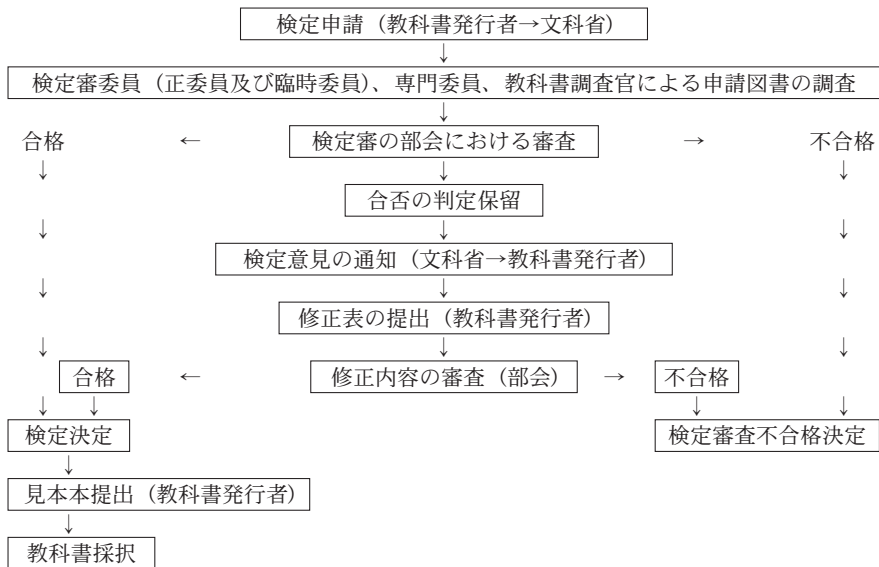 検定申請（教科書発行者→文科省）
↓
検定審委員（正委員及び臨時委員）、専門委員、教科書調査官による申請図書の調査
↓
合格 ← 検定審の部会における審査 → 不合格
↓ ↓ ↓
合否の判定保留
↓ ↓ ↓
検定意見の通知（文科省→教科書発行者）
↓ ↓ ↓
修正表の提出（教科書発行者）
↓ ↓ ↓
合格 ← 修正内容の審査（部会） → 不合格
↓ ↓ ↓ ↓
検定決定 検定審査不合格決定
↓
見本本提出（教科書発行者）
↓
教科書採択